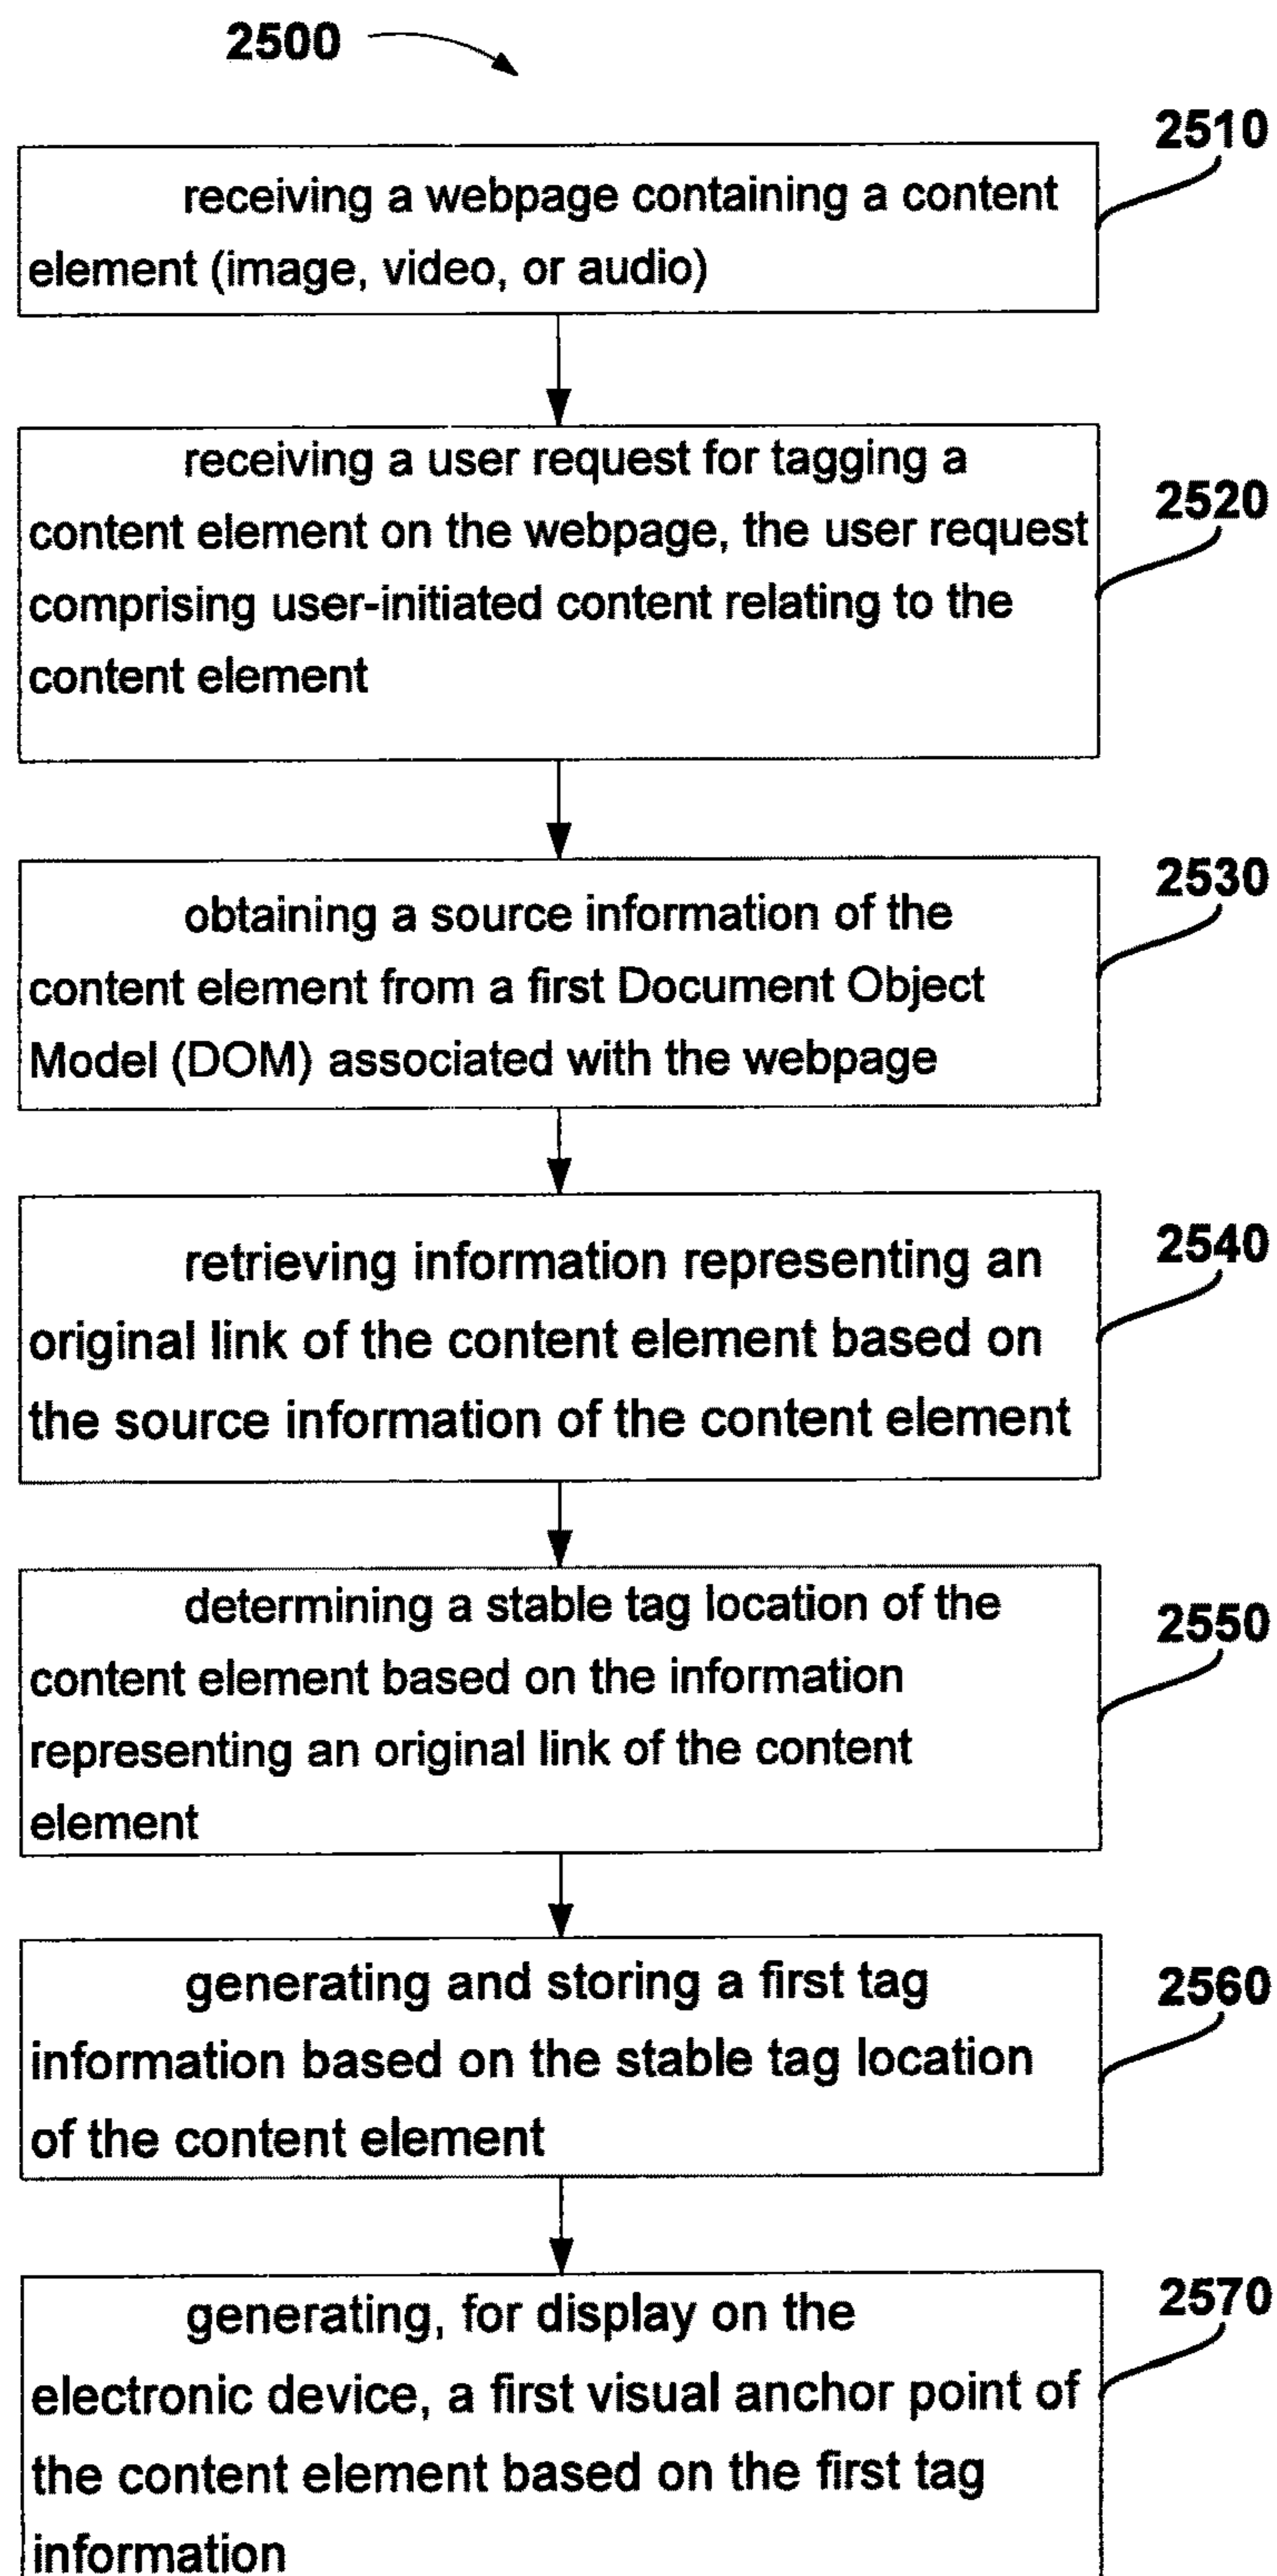 2500
2510
receiving a webpage containing a content
element (image, video, or audio)
2520
receiving a user request for tagging a
content element on the webpage, the user request
comprising user-initiated content relating to the
content element
2530
obtaining a source information of the
content element from a first Document Object
Model (DOM) associated with the webpage
2540
retrieving information representing an
original link of the content element based on
the source information of the content element
2550
determining a stable tag location of the
content element based on the information
representing an original link of the content
element
2560
generating and storing a first tag
information based on the stable tag location
of the content element
2570
generating, for display on the
electronic device, a first visual anchor point of
the content element based on the first tag
information